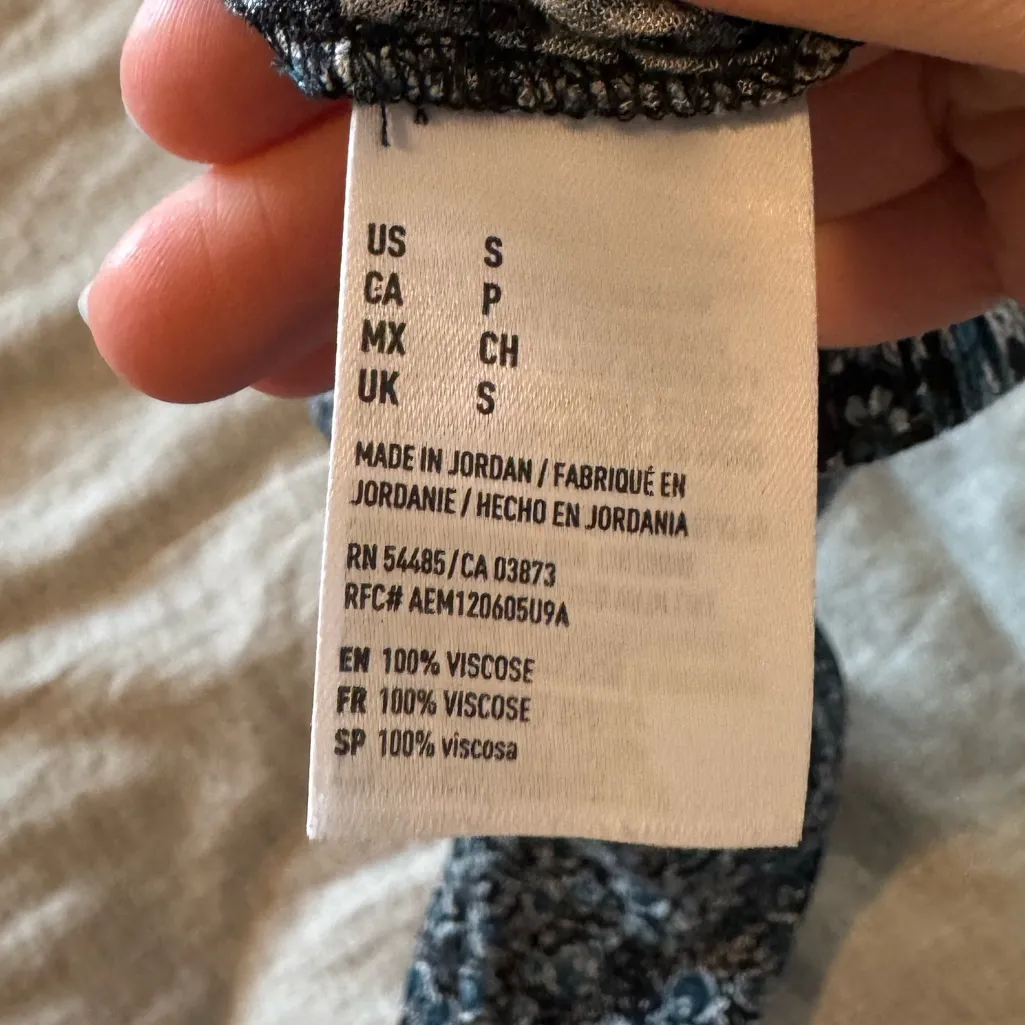 US S
CA P
MX CH
UK S
MADE IN JORDAN / FABRIQUÉ EN
JORDANIE / HECHO EN JORDANIA
RN 54485/CA 03873
RFC# AEM120605U9A
EN 100% VISCOSE
FR 100% VISCOSE
SP 100% viscosa